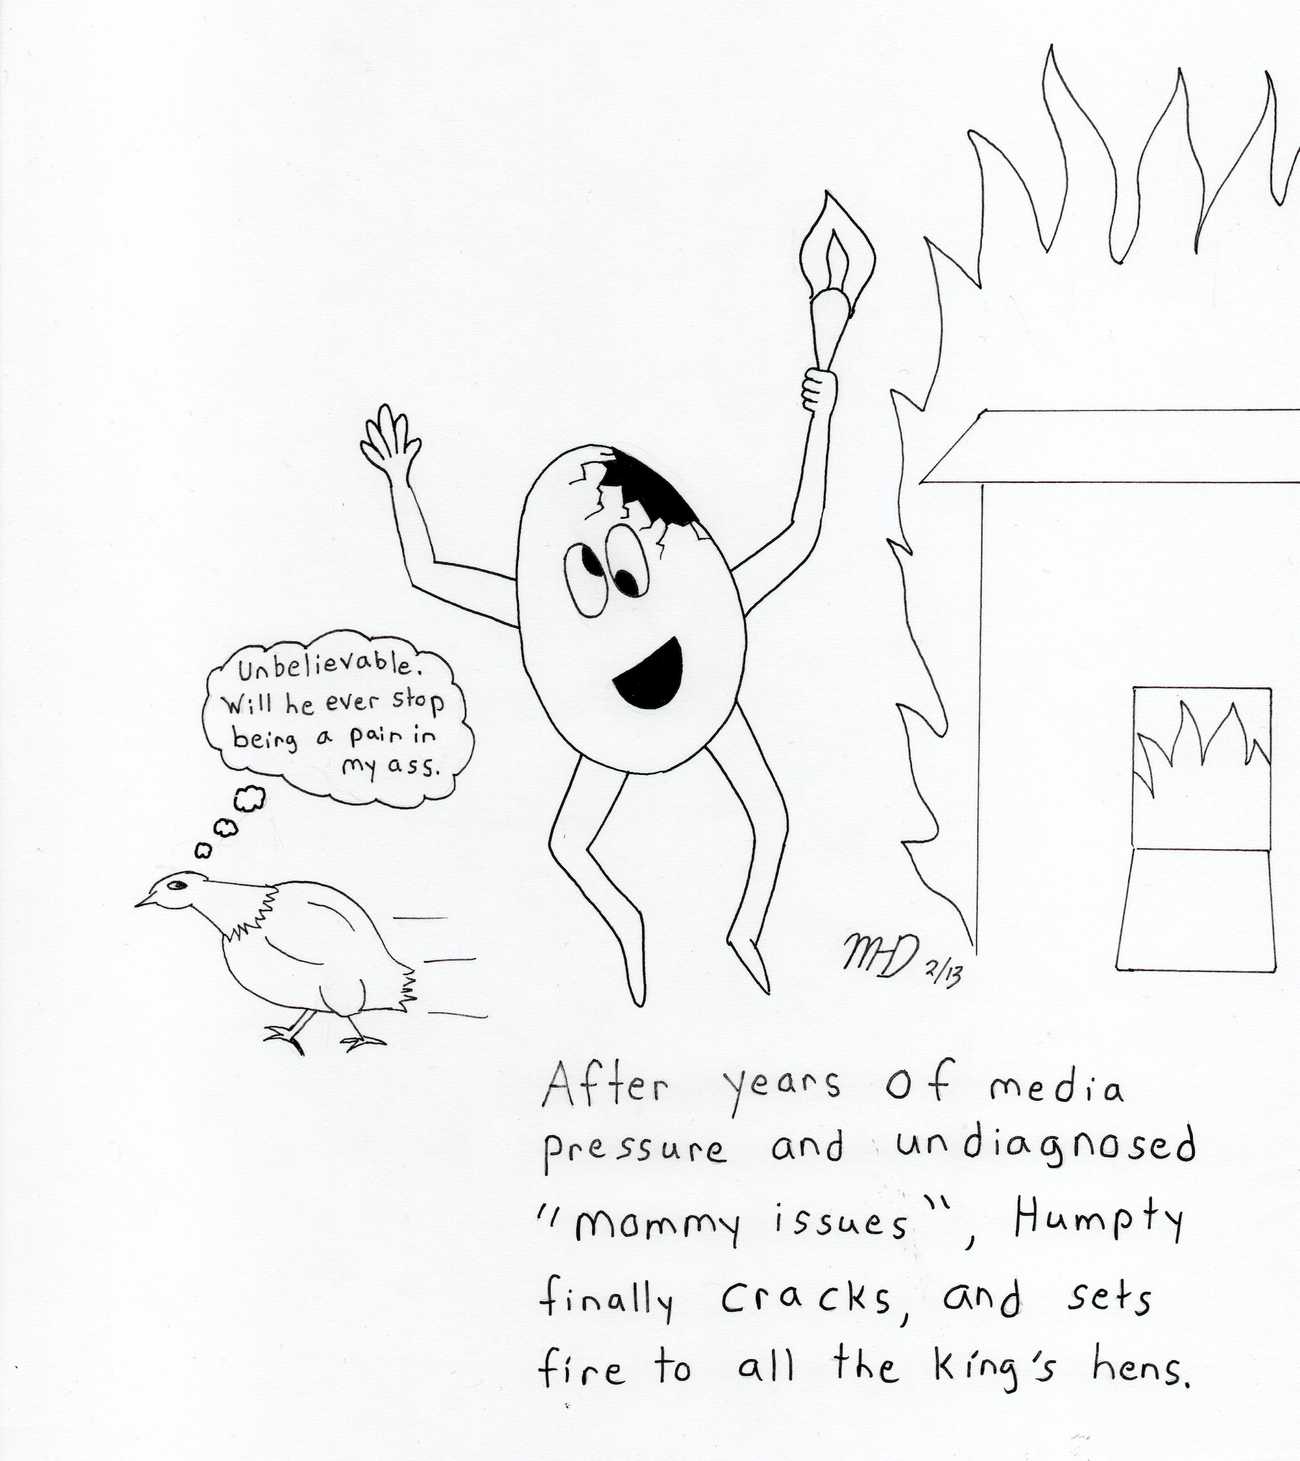 Unbelievable.
Will he ever stop
being a pain in
my ass.
MHD 2/13
After years of media
pressure and undiagnosed
"mommy issues", Humpty
finally cracks, and sets
fire to all the king's hens.